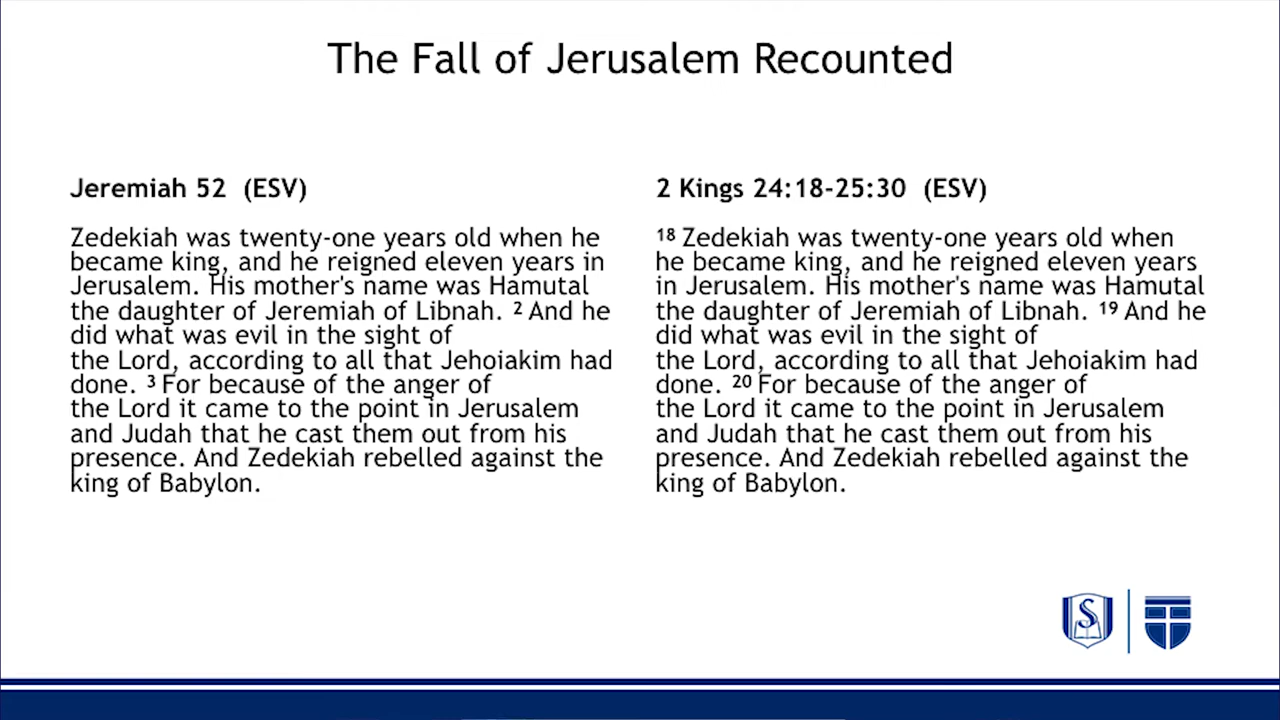 The Fall of Jerusalem Recounted
Jeremiah 52 (ESV)
Zedekiah was twenty-one years old when he
became king, and he reigned eleven years in
Jerusalem. His mother's name was Hamutal
the daughter of Jeremiah of Libnah. 2 And he
did what was evil in the sight of
the Lord, according to all that Jehoiakim had
done. 3 For because of the anger of
the Lord it came to the point in Jerusalem
and Judah that he cast them out from his
presence. And Zedekiah rebelled against the
king of Babylon.
2 Kings 24:18-25:30 (ESV)
18 Zedekiah was twenty-one years old when
he became king, and he reigned eleven years
in Jerusalem. His mother's name was Hamutal
the daughter of Jeremiah of Libnah. 19 And he
did what was evil in the sight of
the Lord, according to all that Jehoiakim had
done. 20 For because of the anger of
the Lord it came to the point in Jerusalem
and Judah that he cast them out from his
presence. And Zedekiah rebelled against the
king of Babylon.
S